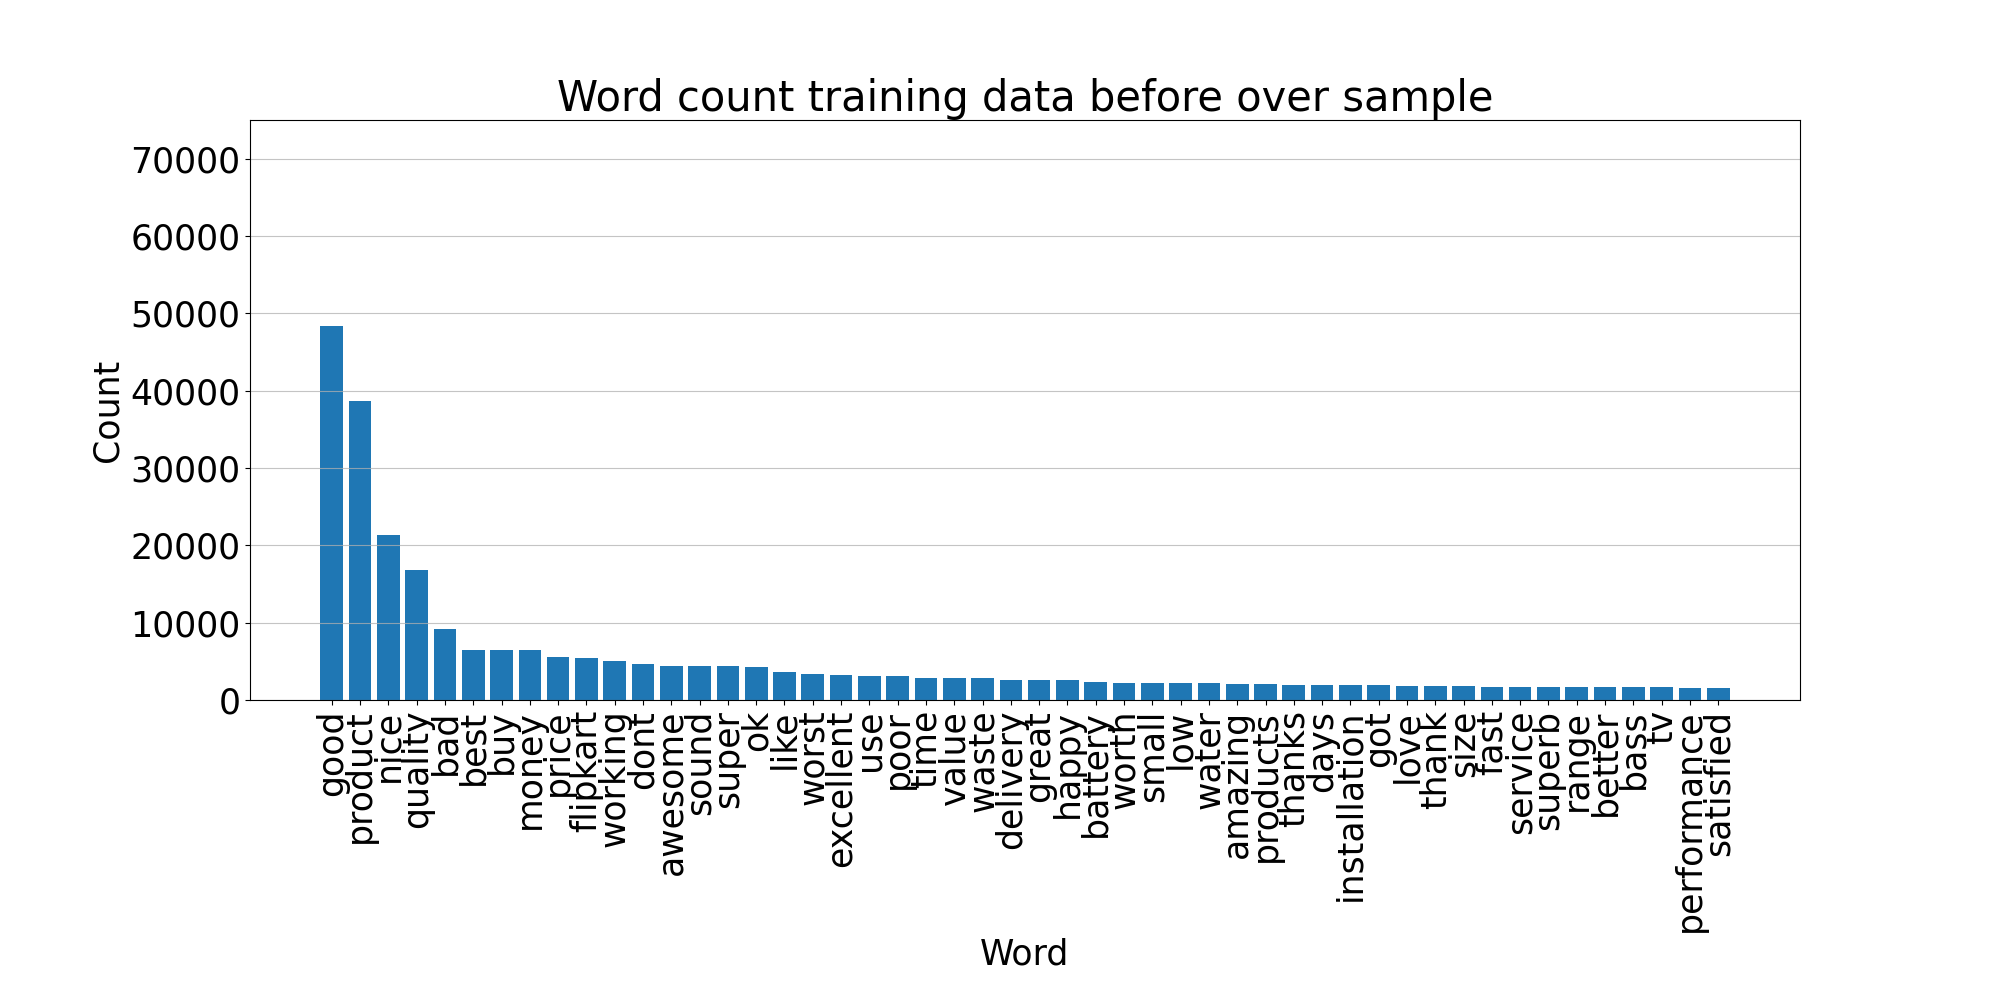 Word count training data before over sample
Count
70000
60000
50000
40000
30000
20000
10000
0
good
product
nice
quality
bad
best
buy
money
price
flipkart
working
dont
awesome
sound
super
ok
like
worst
excellent
use
poor
time
value
waste
delivery
great
happy
battery
worth
small
low
water
amazing
products
thanks
days
installation
got
love
thank
size
fast
service
superb
range
better
bass
tv
performance
satisfied
Word